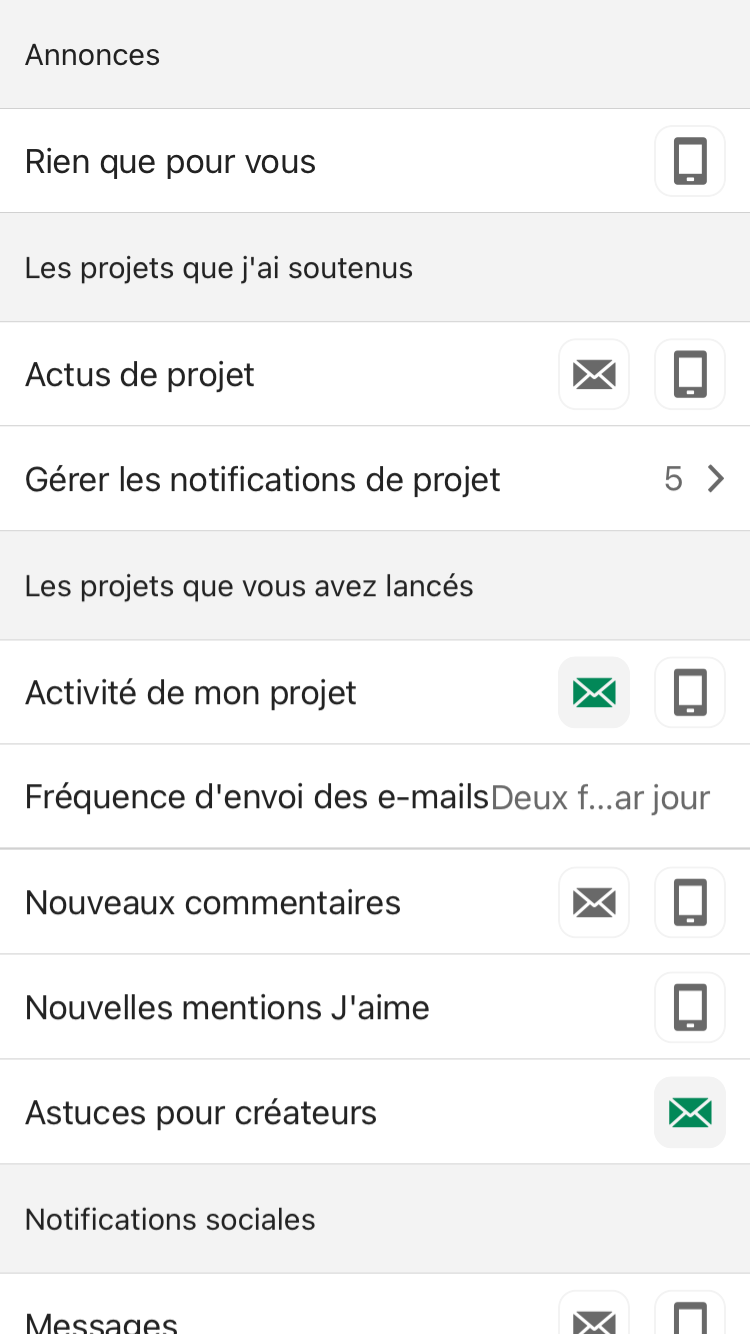 Annonces
Rien que pour vous
Les projets que j'ai soutenus
Actus de projet
Gérer les notifications de projet 5
Les projets que vous avez lancés
Activité de mon projet
Fréquence d'envoi des e-mails Deux f...ar jour
Nouveaux commentaires
Nouvelles mentions J'aime
Astuces pour créateurs
Notifications sociales
Messages